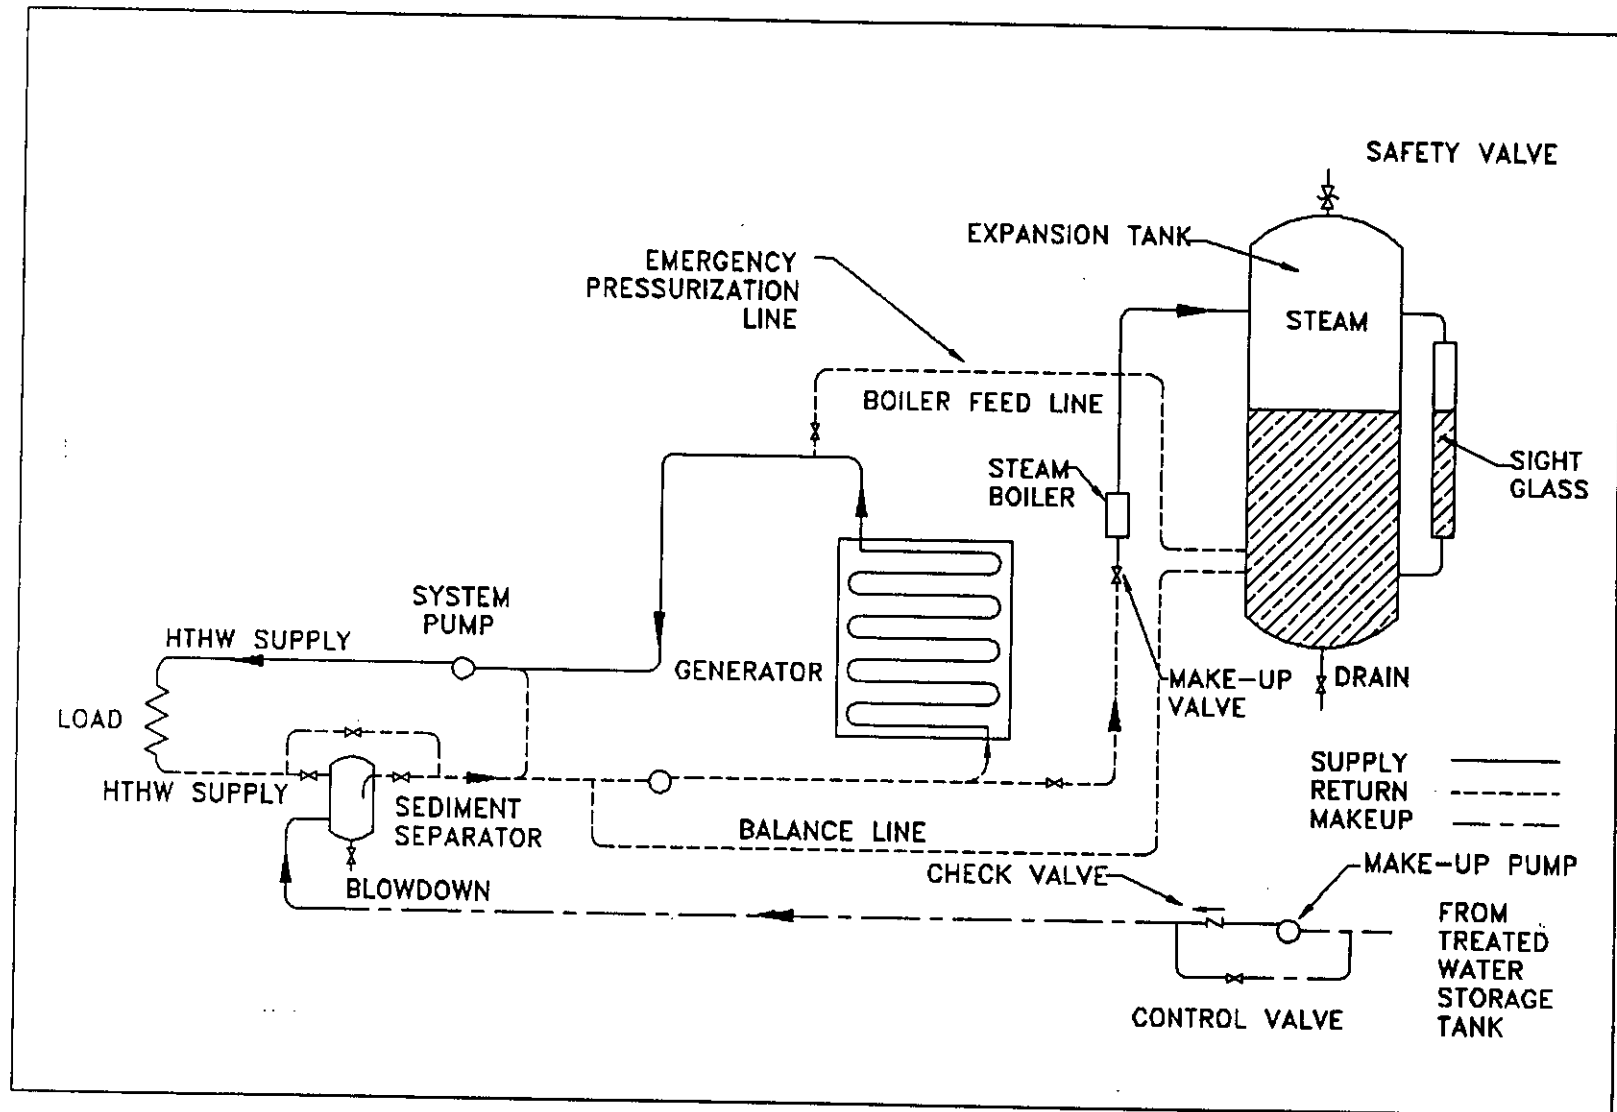 SAFETY VALVE
EXPANSION TANK
EMERGENCY
PRESSURIZATION
LINE
STEAM
BOILER FEED LINE
STEAM
BOILER
SIGHT
GLASS
SYSTEM
PUMP
HTHW SUPPLY
GENERATOR
MAKE-UP
VALVE
DRAIN
LOAD
HTHW SUPPLY
SEDIMENT
SEPARATOR
BALANCE LINE
SUPPLY
RETURN
MAKEUP
BLOWDOWN
CHECK VALVE
MAKE-UP PUMP
FROM
TREATED
WATER
STORAGE
TANK
CONTROL VALVE